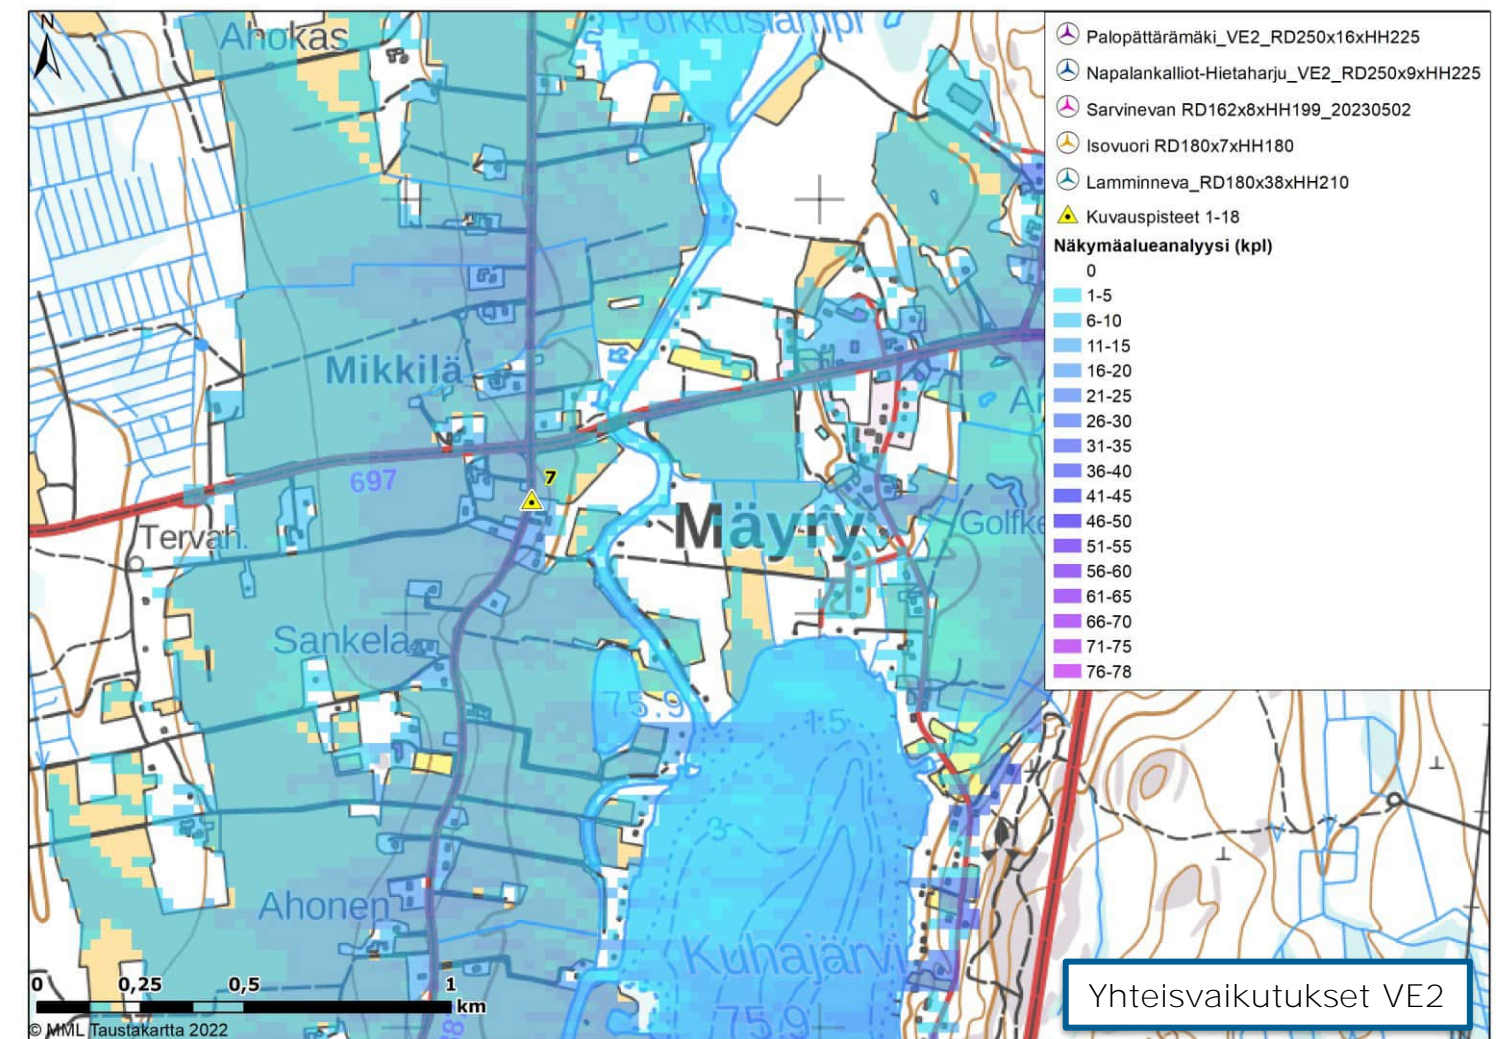 N
Ahokas
Porkkuslampi
Mikkilä
697
7
Tervah.
Mäyry
Golfke
Sankela
75.9
1.5
3
Ahonen
Kuhajärvi
75.9
0 0,25 0,5 1
km
© MML Taustakartta 2022
Palopättärämäki_VE2_RD250x16xHH225
Napalankalliot-Hietaharju_VE2_RD250x9xHH225
Sarvinevan RD162x8xHH199_20230502
Isovuori RD180x7xHH180
Lamminneva_RD180x38xHH210
Kuvauspisteet 1-18
Näkymäalueanalyysi (kpl)
0
1-5
6-10
11-15
16-20
21-25
26-30
31-35
36-40
41-45
46-50
51-55
56-60
61-65
66-70
71-75
76-78
Yhteisvaikutukset VE2